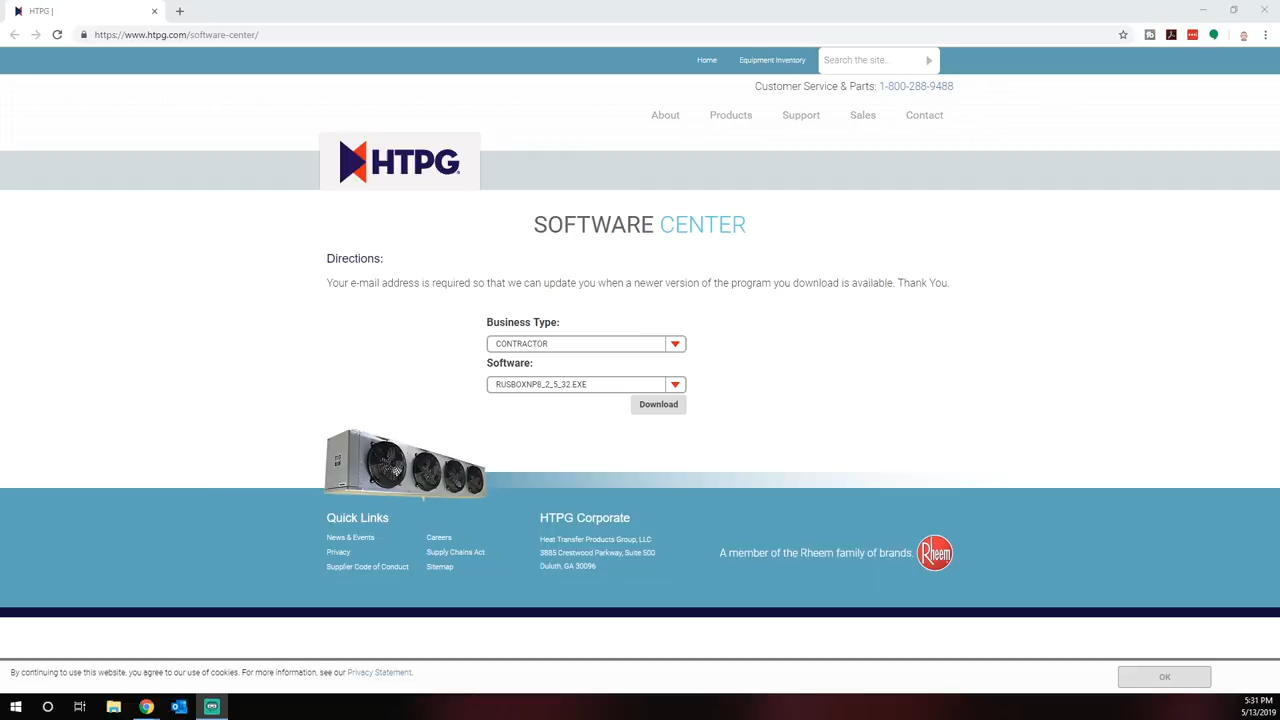 HTPG |
https://www.htpg.com/software-center/
Home
Equipment Inventory
Search the site...
Customer Service & Parts: 1-800-288-9488
About
Products
Support
Sales
Contact
HTPG
SOFTWARE CENTER
Directions:
Your e-mail address is required so that we can update you when a newer version of the program you download is available. Thank You.
Business Type:
CONTRACTOR
Software:
RUSBOXNP8_2_5_32.EXE
Download
Quick Links
News & Events
Careers
Privacy
Supply Chains Act
Supplier Code of Conduct
Sitemap
HTPG Corporate
Heat Transfer Products Group, LLC
3885 Crestwood Parkway, Suite 500
Duluth, GA 30096
A member of the Rheem family of brands.
Rheem
By continuing to use this website, you agree to our use of cookies. For more information, see our Privacy Statement.
OK
5:31 PM
5/13/2019